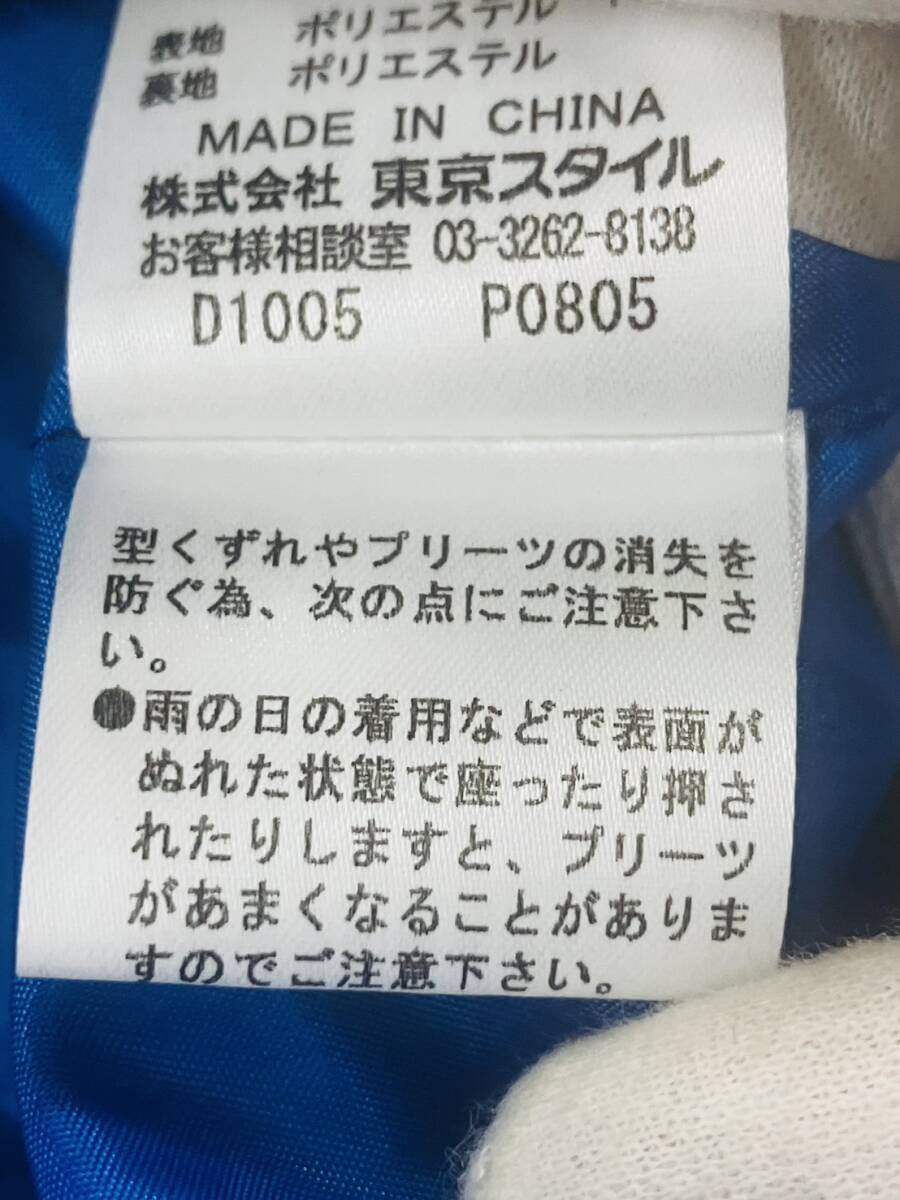 表地 ポリエステル
裏地 ポリエステル
MADE IN CHINA
株式会社 東京スタイル
お客様相談室 03-3262-8138
D1005 P0805
型くずれやプリーツの消失を
防ぐ為、次の点にご注意下さ
い。
●雨の日の着用などで表面が
ぬれた状態で座ったり押さ
れたりしますと、プリーツ
があまくなることがありま
すのでご注意下さい。